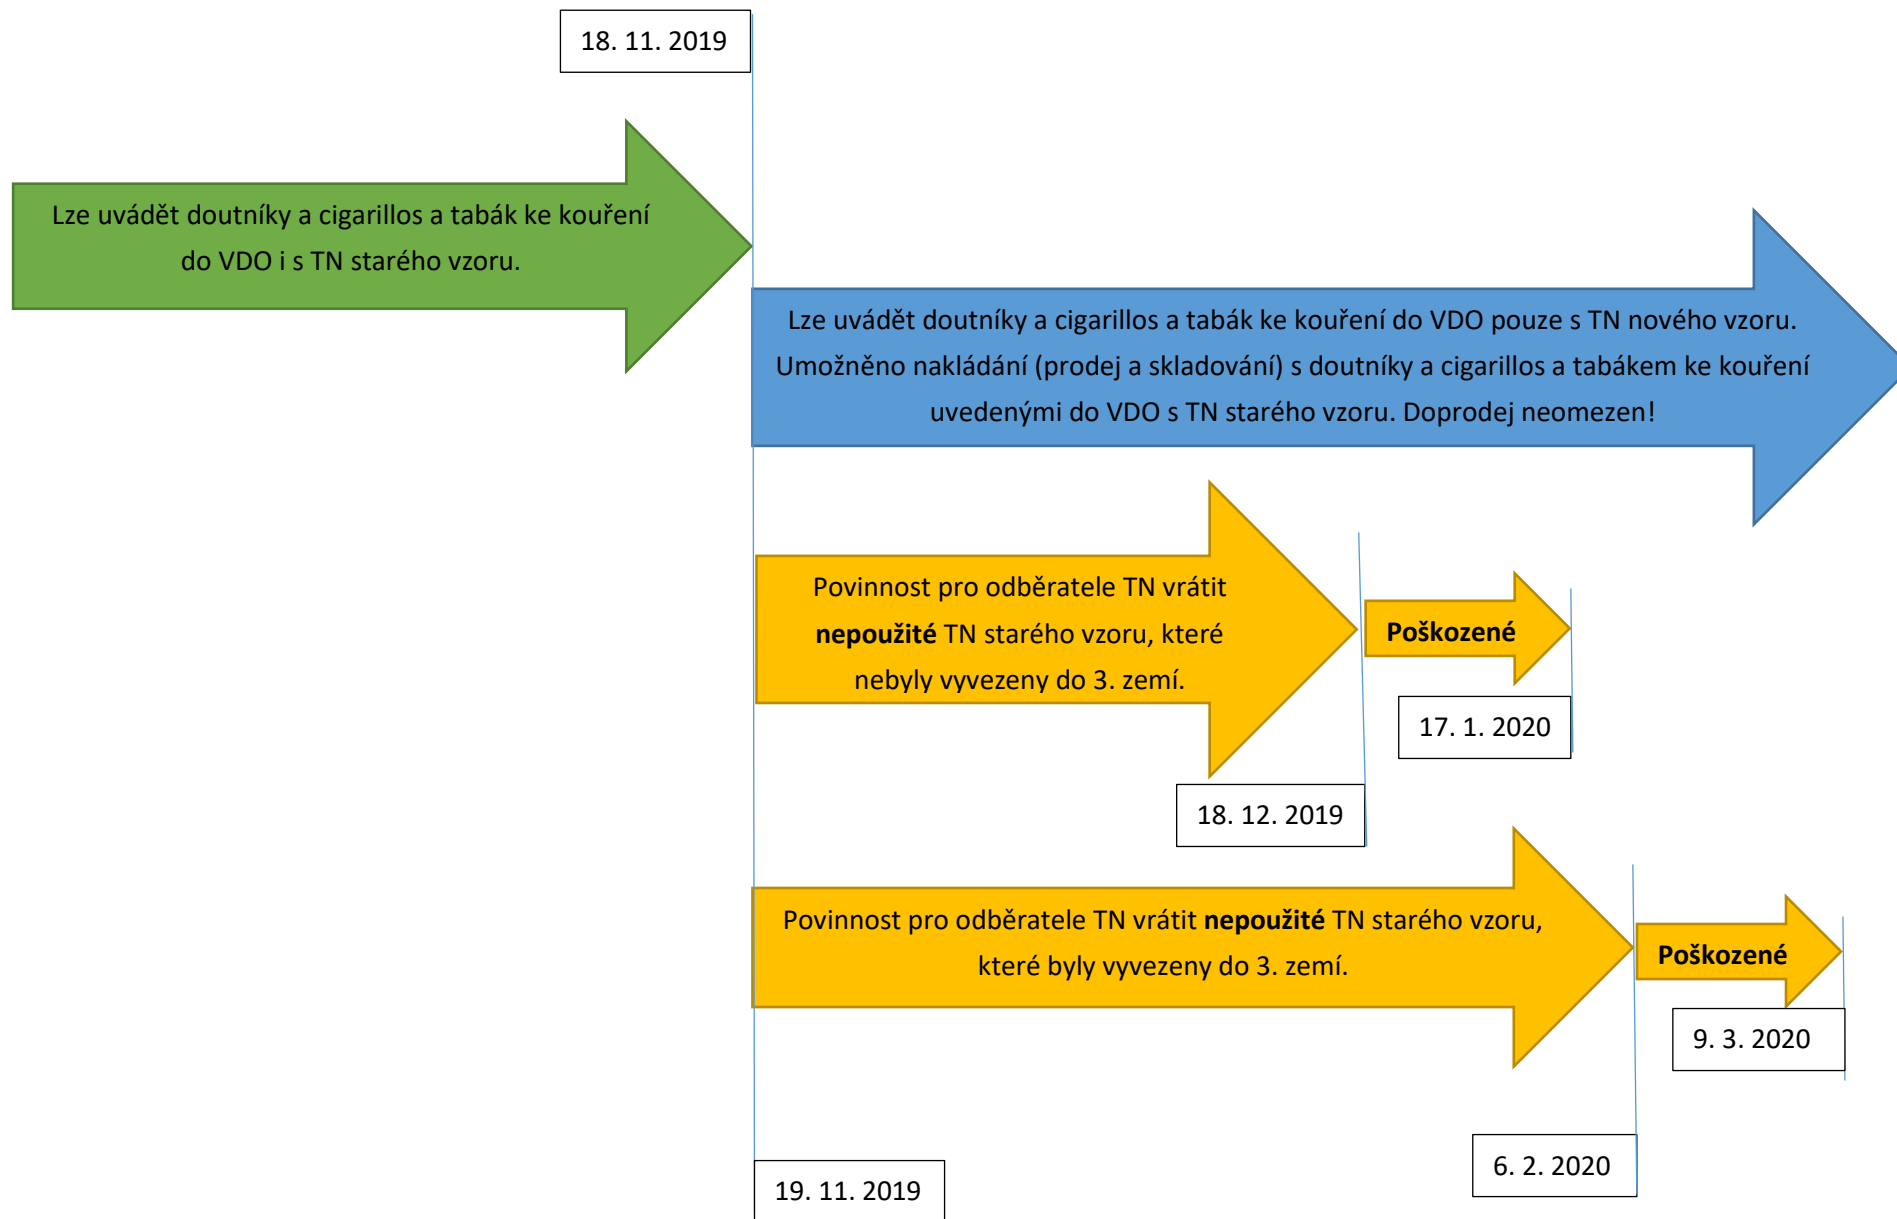 18. 11. 2019
Lze uvádět doutníky a cigarillos a tabák ke kouření
do VDO i s TN starého vzoru.
Lze uvádět doutníky a cigarillos a tabák ke kouření do VDO pouze s TN nového vzoru.
Umožněno nakládání (prodej a skladování) s doutníky a cigarillos a tabákem ke kouření
uvedenými do VDO s TN starého vzoru. Doprodej neomezen!
Povinnost pro odběratele TN vrátit
nepoužité TN starého vzoru, které
nebyly vyvezeny do 3. zemí.
Poškozené
17. 1. 2020
18. 12. 2019
Povinnost pro odběratele TN vrátit nepoužité TN starého vzoru,
které byly vyvezeny do 3. zemí.
Poškozené
9. 3. 2020
6. 2. 2020
19. 11. 2019